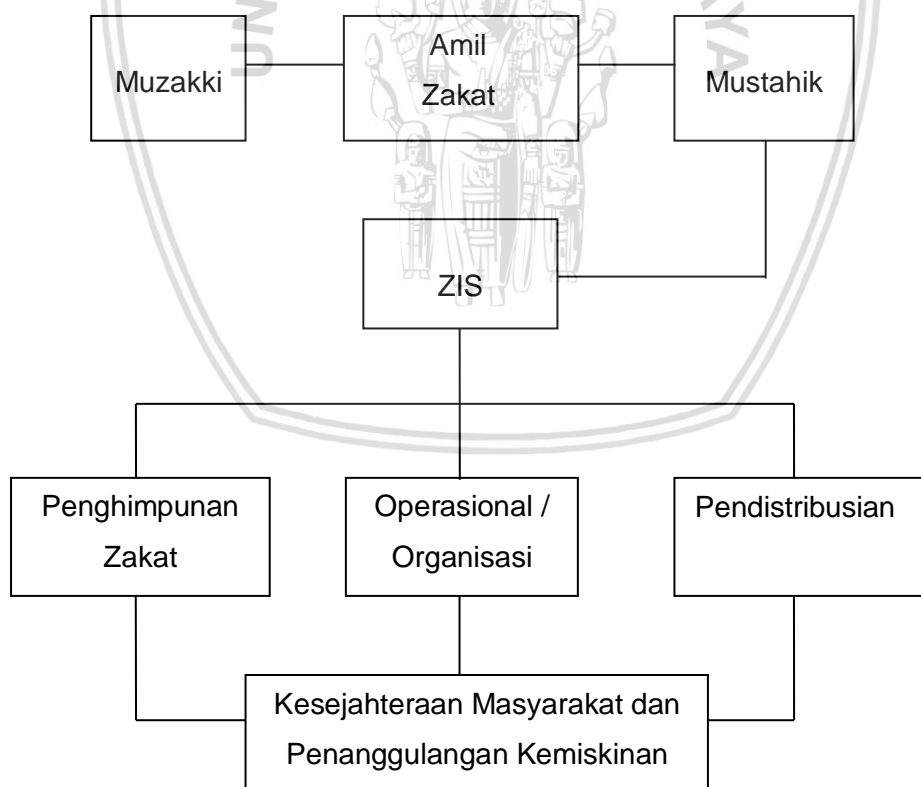 Muzakki
Amil
Zakat
Mustahik
ZIS
Penghimpunan
Zakat
Operasional /
Organisasi
Pendistribusian
Kesejahteraan Masyarakat dan
Penanggulangan Kemiskinan